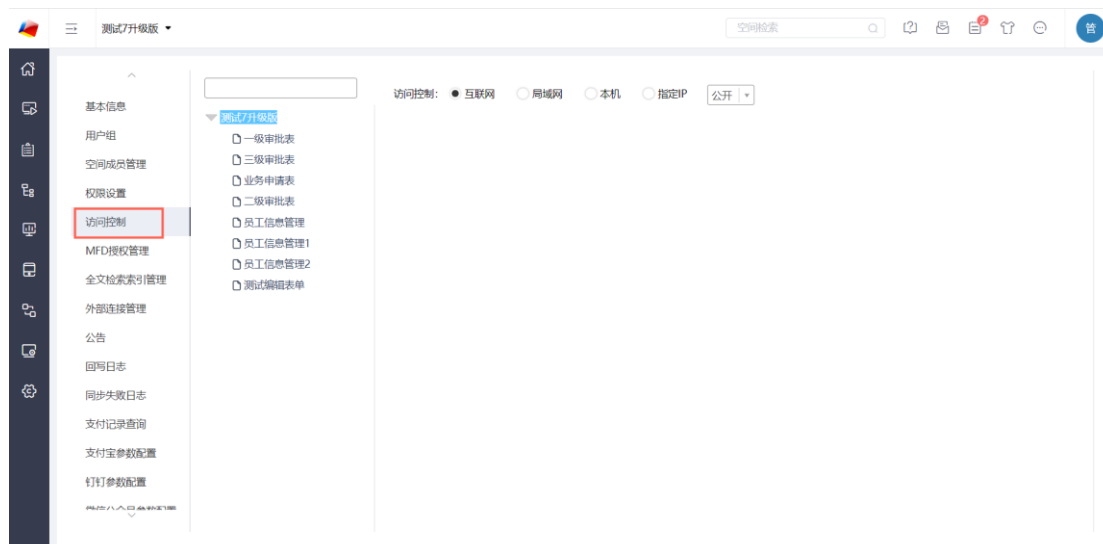 测试7升级版
空间检索
2
管
基本信息
用户组
空间成员管理
权限设置
访问控制
MFD授权管理
全文检索索引管理
外部连接管理
公告
回写日志
同步失败日志
支付记录查询
支付宝参数配置
钉钉参数配置
测试7升级版
一级审批表
三级审批表
业务申请表
二级审批表
员工信息管理
员工信息管理1
员工信息管理2
测试编辑表单
访问控制： 互联网 局域网 本机 指定IP 公开